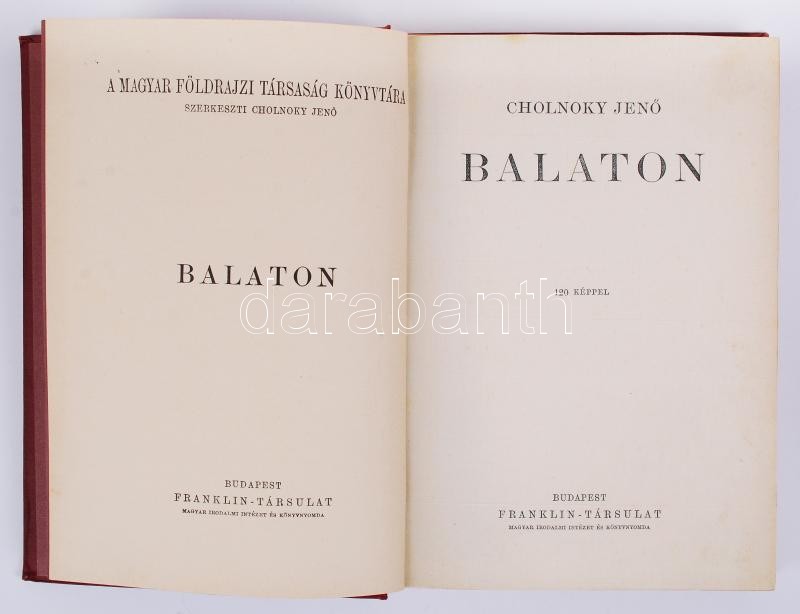 A MAGYAR FÖLDRAJZI TÁRSASÁG KÖNYVTÁRA
SZERKESZTI CHOLNOKY JENŐ
BALATON
BUDAPEST
FRANKLIN-TÁRSULAT
MAGYAR IRODALMI INTÉZET ÉS KÖNYVNYOMDA
CHOLNOKY JENŐ
BALATON
120 KÉPPEL
BUDAPEST
FRANKLIN-TÁRSULAT
MAGYAR IRODALMI INTÉZET ÉS KÖNYVNYOMDA
darabanth